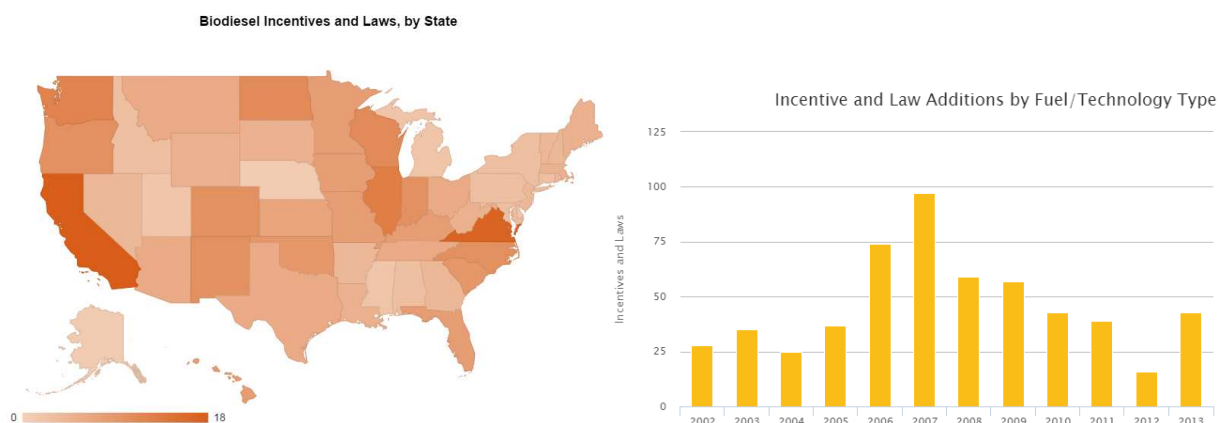 Biodiesel Incentives and Laws, by State
0 18
Incentive and Law Additions by Fuel/Technology Type
Incentives and Laws
125
100
75
50
25
0
2002 2003 2004 2005 2006 2007 2008 2009 2010 2011 2012 2013